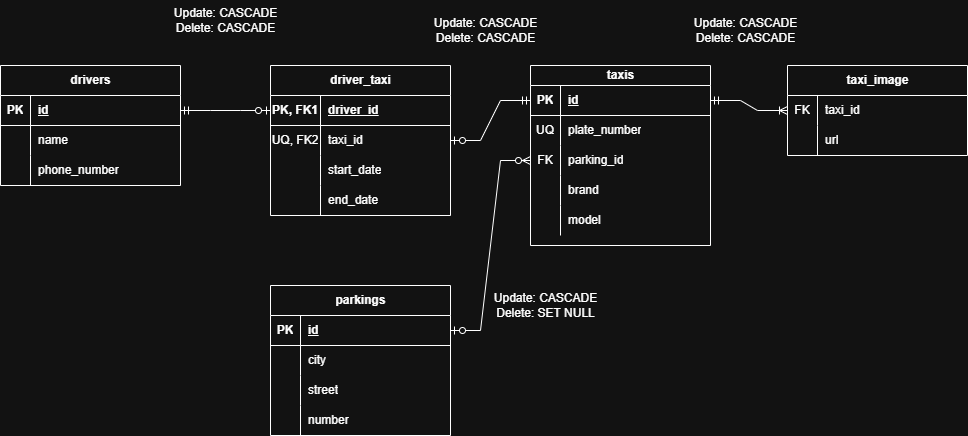 Update: CASCADE
Delete: CASCADE
Update: CASCADE
Delete: CASCADE
Update: CASCADE
Delete: CASCADE
drivers
PK id
name
phone_number
driver_taxi
PK, FK1 driver_id
UQ, FK2 taxi_id
start_date
end_date
taxis
PK id
UQ plate_number
FK parking_id
brand
model
taxi_image
FK taxi_id
url
Update: CASCADE
Delete: SET NULL
parkings
PK id
city
street
number